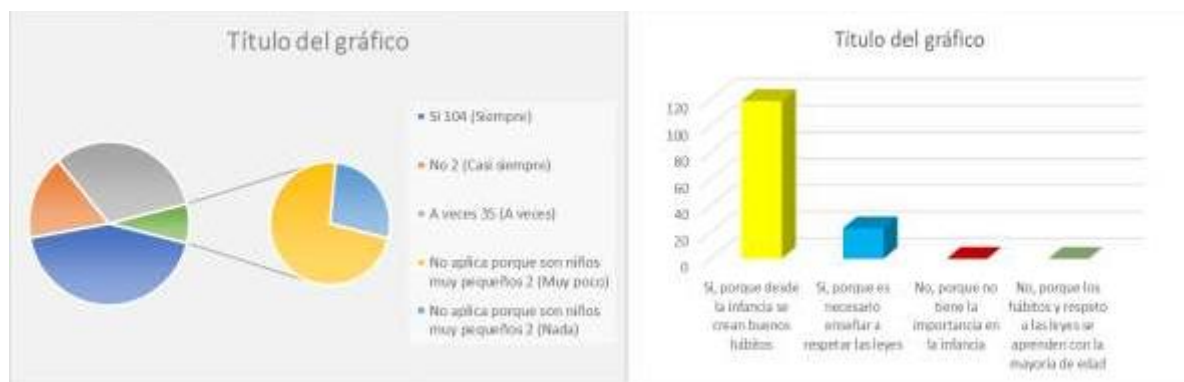 Título del gráfico
Si 104 (Siempre)
No 2 (Casi siempre)
A veces 35 (A veces)
No aplica porque son niños
muy pequeños 2 (Muy poco)
No aplica porque son niños
muy pequeños 2 (Nada)
Título del gráfico
120
100
80
60
40
20
0
Si, porque desde
la infancia se
crean buenos
hábitos
Si, porque es
necesario
enseñar a
respetar las leyes
No, porque no
tiene la
importancia en
la infancia
No, porque los
hábitos y respeto
a las leyes se
aprenden con la
mayoría de edad